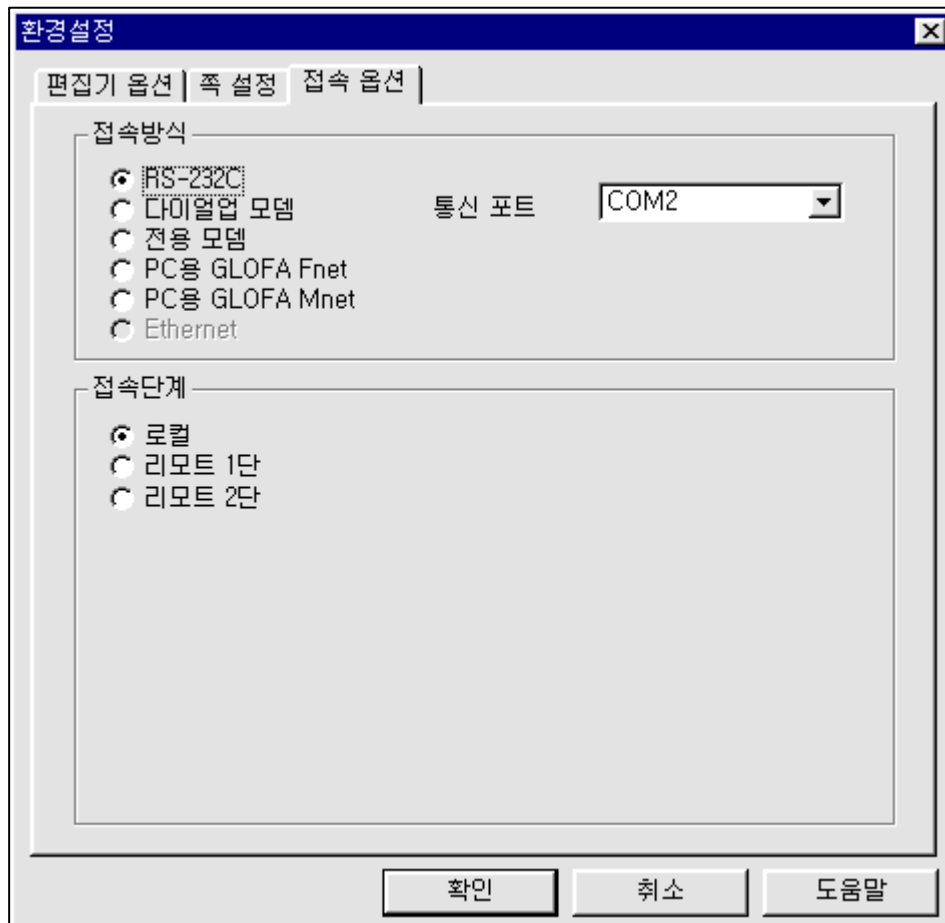 환경설정
편집기 옵션 쪽 설정 접속 옵션
접속방식
RS-232C
다이얼업 모뎀 통신 포트 COM2
전용 모뎀
PC용 GLOFA Fnet
PC용 GLOFA Mnet
Ethernet
접속단계
로컬
리모트 1단
리모트 2단
확인 취소 도움말